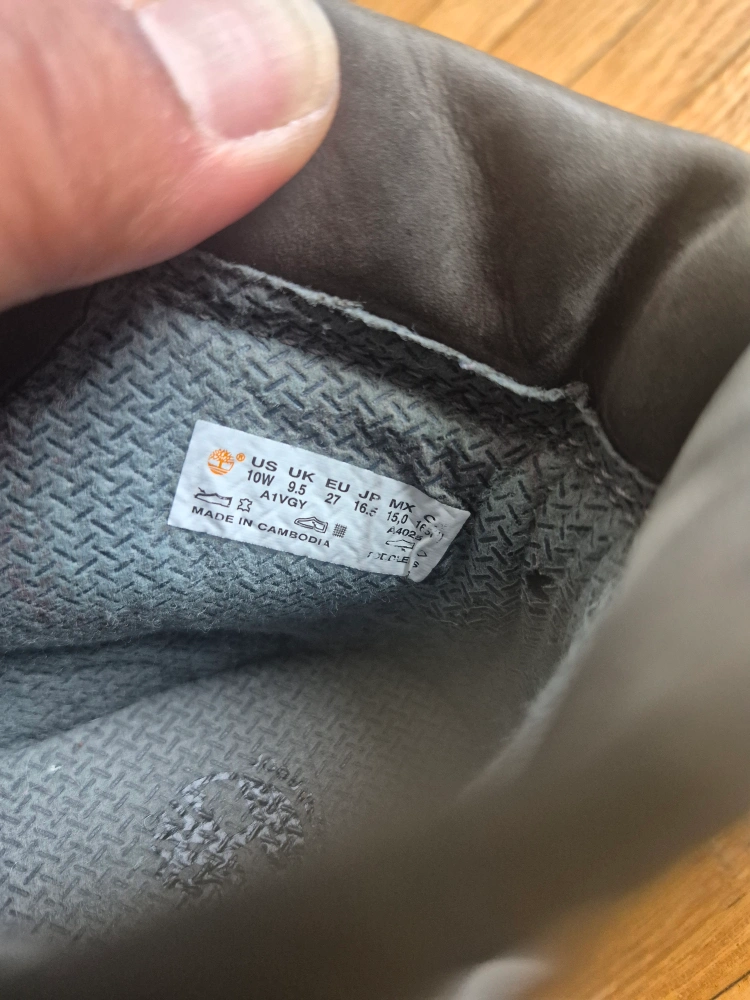 ® US UK EU JP MX C
10W 9.5 27 16.5 15,0
A1VGY
MADE IN CAMBODIA